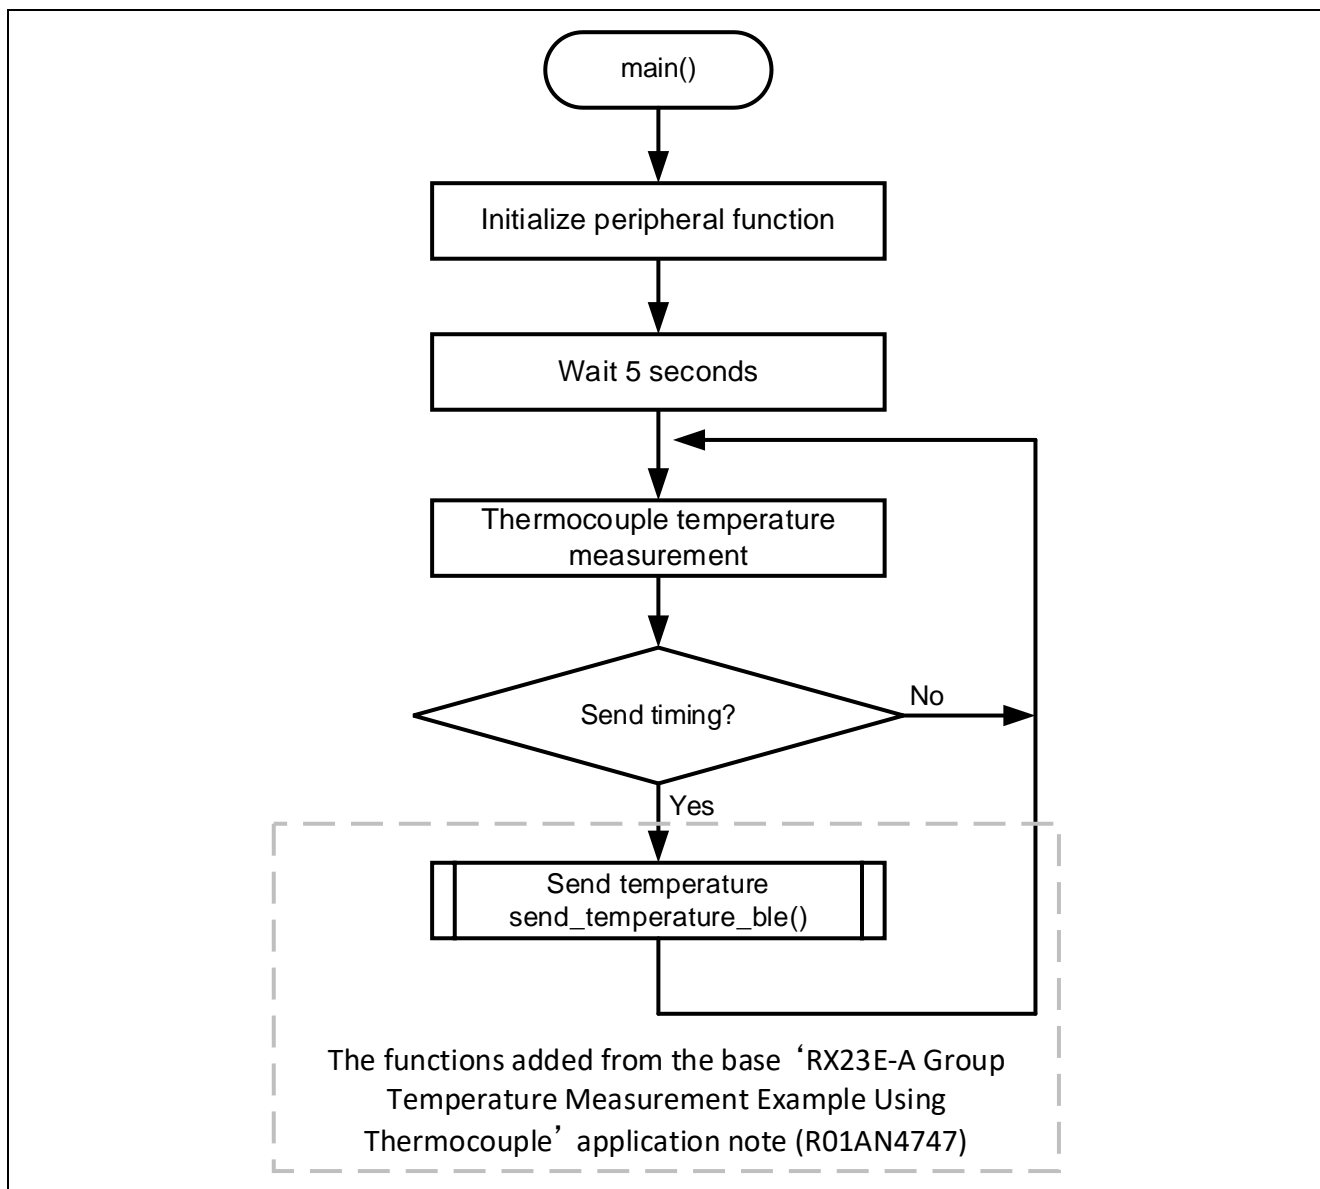 main()
Initialize peripheral function
Wait 5 seconds
Thermocouple temperature
measurement
Send timing?
No
Yes
Send temperature
send_temperature_ble()
The functions added from the base ‘RX23E-A Group
Temperature Measurement Example Using
Thermocouple’ application note (R01AN4747)